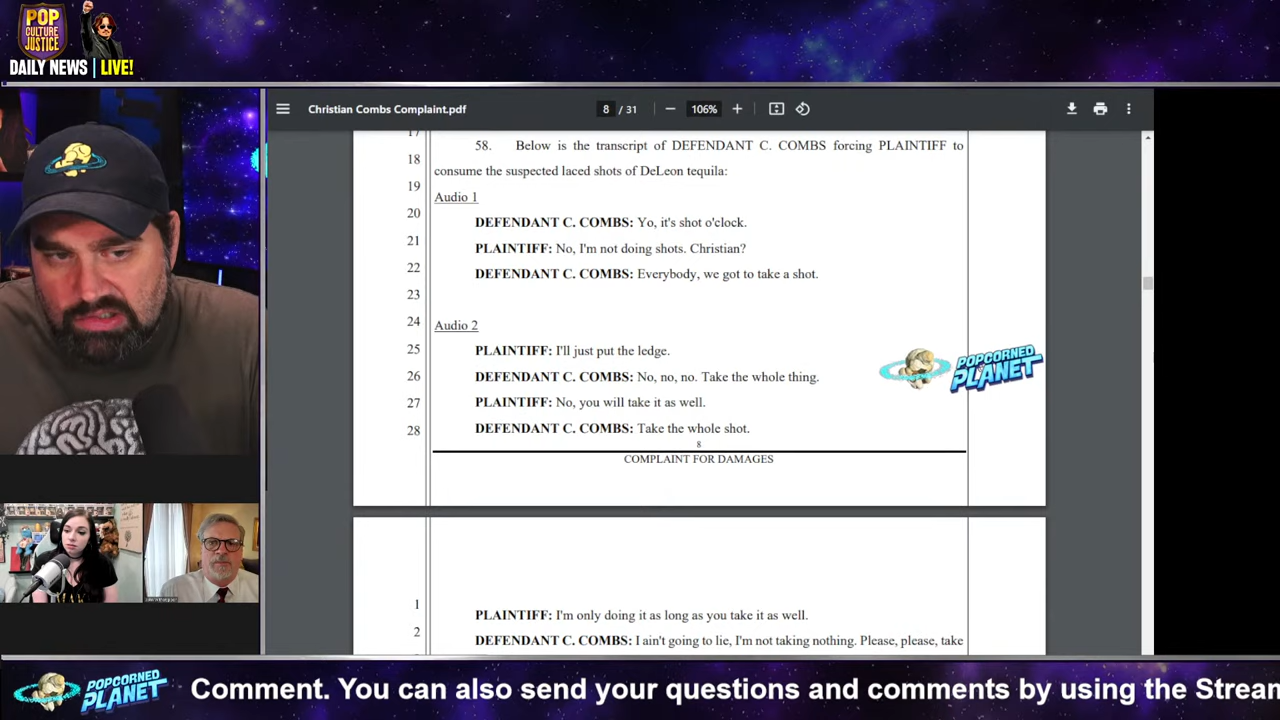 POP
CULTURE
JUSTICE
DAILY NEWS | LIVE!
Christian Combs Complaint.pdf
8 / 31
106%
17
18
19
20
21
22
23
24
25
26
27
28
58. Below is the transcript of DEFENDANT C. COMBS forcing PLAINTIFF to
consume the suspected laced shots of DeLeon tequila:
Audio 1
DEFENDANT C. COMBS: Yo, it's shot o'clock.
PLAINTIFF: No, I'm not doing shots. Christian?
DEFENDANT C. COMBS: Everybody, we got to take a shot.
Audio 2
PLAINTIFF: I'll just put the ledge.
DEFENDANT C. COMBS: No, no, no. Take the whole thing.
PLAINTIFF: No, you will take it as well.
DEFENDANT C. COMBS: Take the whole shot.
8
COMPLAINT FOR DAMAGES
POPCORNED
PLANET
1
2
PLAINTIFF: I'm only doing it as long as you take it as well.
DEFENDANT C. COMBS: I ain't going to lie, I'm not taking nothing. Please, please, take
POPCORNED
PLANET
Comment. You can also send your questions and comments by using the Stream